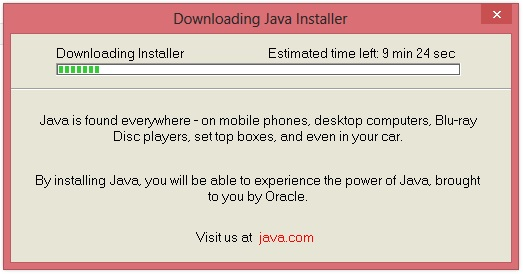 Downloading Java Installer
Downloading Installer Estimated time left: 9 min 24 sec
Java is found everywhere - on mobile phones, desktop computers, Blu-ray
Disc players, set top boxes, and even in your car.
By installing Java, you will be able to experience the power of Java, brought
to you by Oracle.
Visit us at java.com